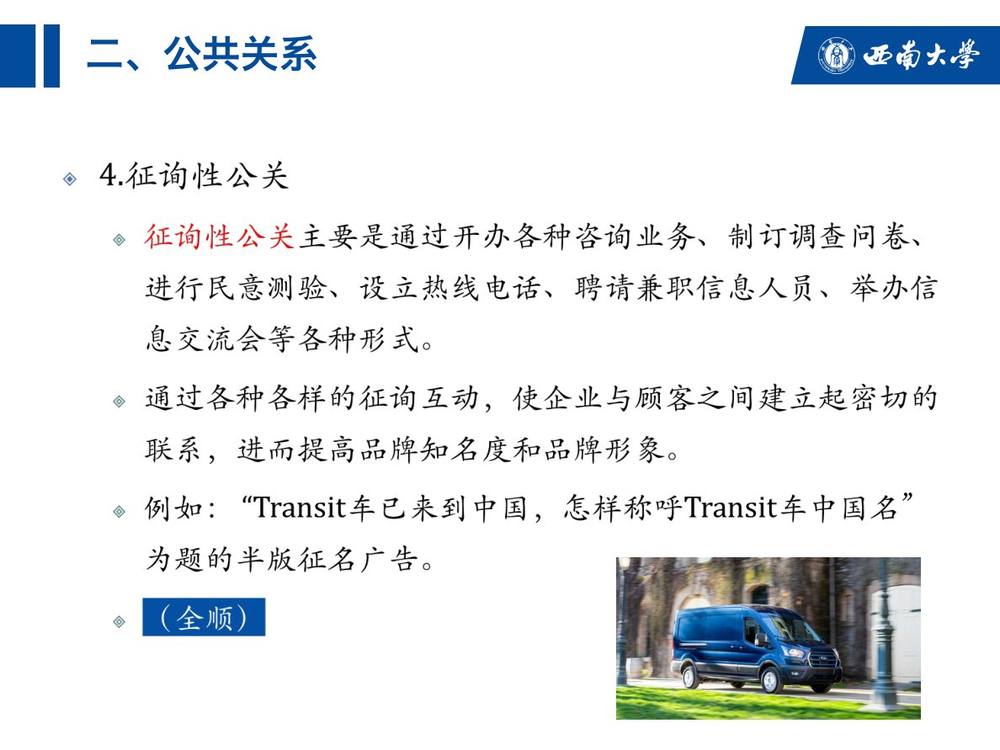 二、公共关系
西南大学
4.征询性公关
征询性公关主要是通过开办各种咨询业务、制订调查问卷、
进行民意测验、设立热线电话、聘请兼职信息人员、举办信
息交流会等各种形式。
通过各种各样的征询互动，使企业与顾客之间建立起密切的
联系，进而提高品牌知名度和品牌形象。
例如：“Transit车已来到中国，怎样称呼Transit车中国名”
为题的半版征名广告。
（全顺）